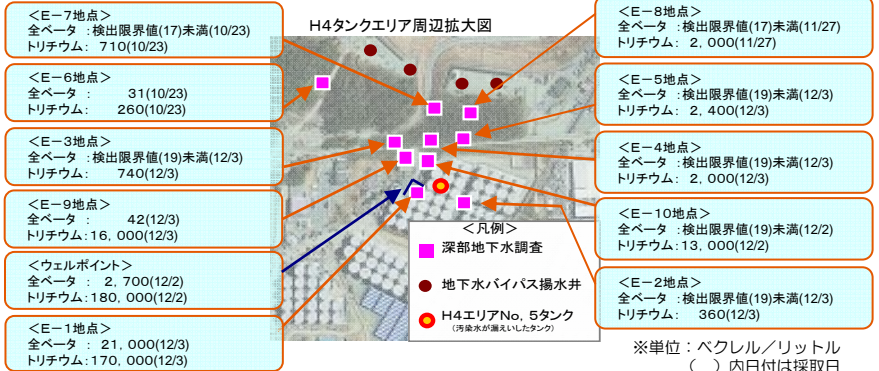 H4タンクエリア周辺拡大図
＜E－7地点＞
全ベータ ：検出限界値(17)未満(10/23)
トリチウム： 710(10/23)
＜E－6地点＞
全ベータ ： 31(10/23)
トリチウム： 260(10/23)
＜E－3地点＞
全ベータ ：検出限界値(19)未満(12/3)
トリチウム： 740(12/3)
＜E－9地点＞
全ベータ ： 42(12/3)
トリチウム：16，000(12/3)
＜ウェルポイント＞
全ベータ ： 2，700(12/2)
トリチウム：180，000(12/2)
＜E－1地点＞
全ベータ ： 21，000(12/3)
トリチウム：170，000(12/3)
＜E－8地点＞
全ベータ ：検出限界値(17)未満(11/27)
トリチウム： 2，000(11/27)
＜E－5地点＞
全ベータ ：検出限界値(19)未満(12/3)
トリチウム： 2，400(12/3)
＜E－4地点＞
全ベータ ：検出限界値(19)未満(12/3)
トリチウム： 2，000(12/3)
＜E－10地点＞
全ベータ ：検出限界値(19)未満(12/2)
トリチウム：13，000(12/2)
＜E－2地点＞
全ベータ ：検出限界値(19)未満(12/3)
トリチウム： 360(12/3)
＜凡例＞
深部地下水調査
地下水バイパス揚水井
H4エリアNo，5タンク
(汚染水が漏えいしたタンク)
※単位：ベクレル／リットル
（ ）内日付は採取日